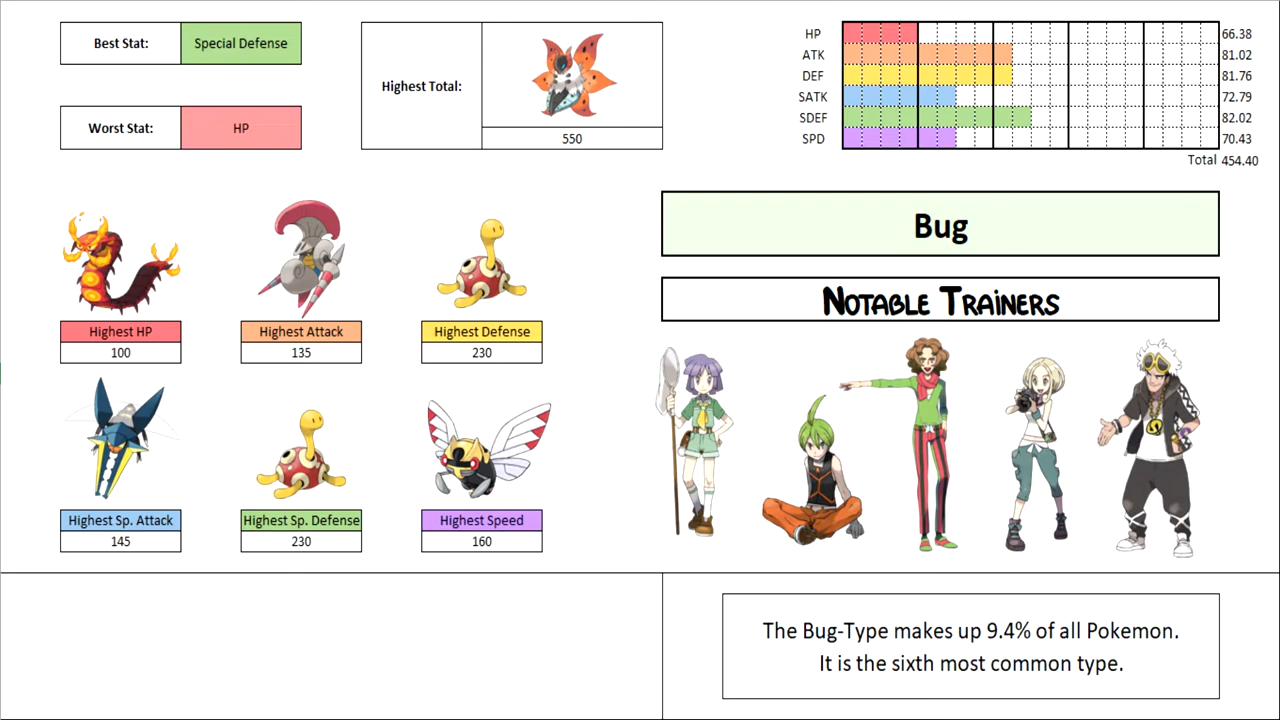 Best Stat:
Special Defense
Worst Stat:
HP
Highest Total:
550
HP 66.38
ATK 81.02
DEF 81.76
SATK 72.79
SDEF 82.02
SPD 70.43
Total 454.40
Bug
Notable Trainers
Highest HP
100
Highest Attack
135
Highest Defense
230
Highest Sp. Attack
145
Highest Sp. Defense
230
Highest Speed
160
The Bug-Type makes up 9.4% of all Pokemon.
It is the sixth most common type.